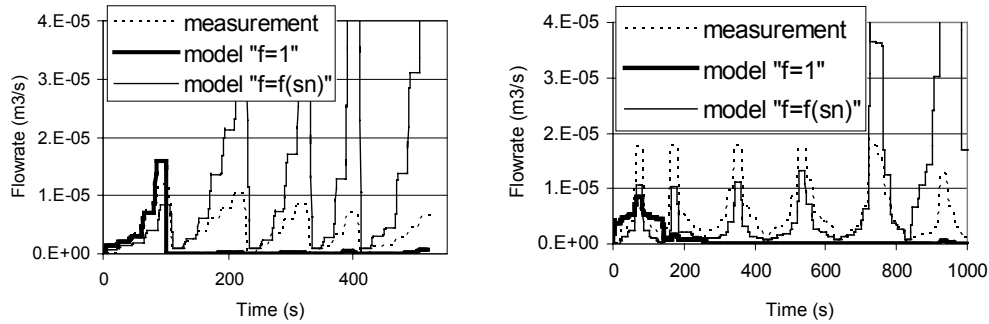 4.E-05
3.E-05
2.E-05
1.E-05
0.E+00
Flowrate (m3/s)
measurement
model "f=1"
model "f=f(sn)"
0 200 400
Time (s)
4.E-05
3.E-05
2.E-05
1.E-05
0.E+00
Flowrate (m3/s)
measurement
model "f=1"
model "f=f(sn)"
0 200 400 600 800 1000
Time (s)